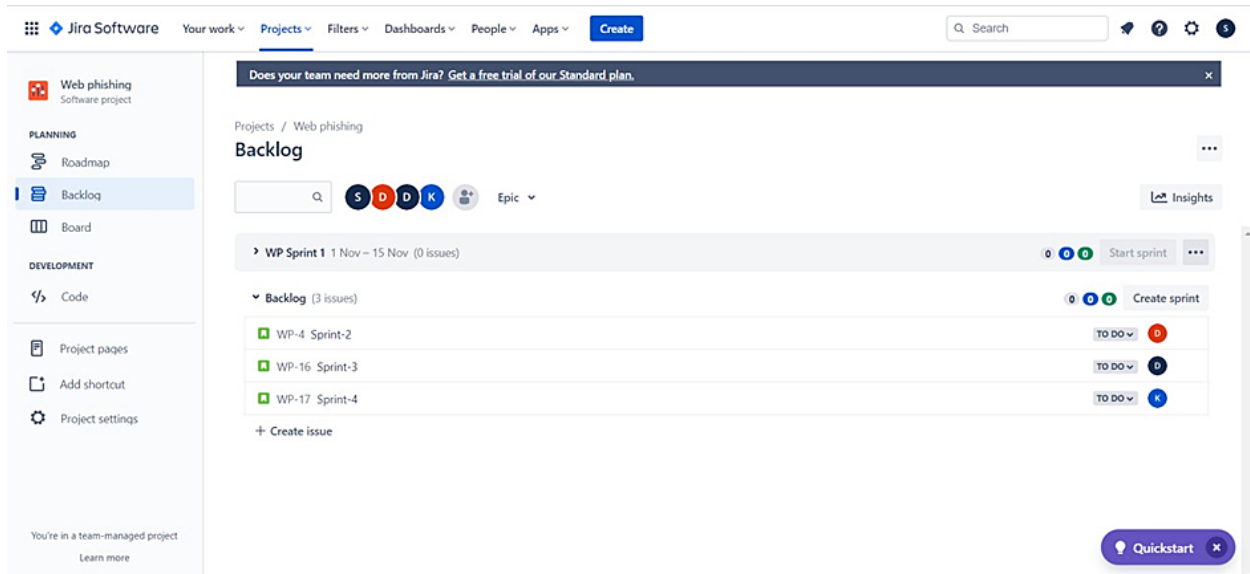 Jira Software Your work Projects Filters Dashboards People Apps Create Search S
Does your team need more from Jira? Get a free trial of our Standard plan.
Web phishing
Software project
PLANNING
Roadmap
Backlog
Board
DEVELOPMENT
Code
Project pages
Add shortcut
Project settings
You're in a team-managed project
Learn more
Projects / Web phishing
Backlog
S D D K Epic Insights
WP Sprint 1 1 Nov – 15 Nov (0 issues) 0 0 0 Start sprint
Backlog (3 issues) 0 0 0 Create sprint
WP-4 Sprint-2 TO DO D
WP-16 Sprint-3 TO DO D
WP-17 Sprint-4 TO DO K
+ Create issue
Quickstart